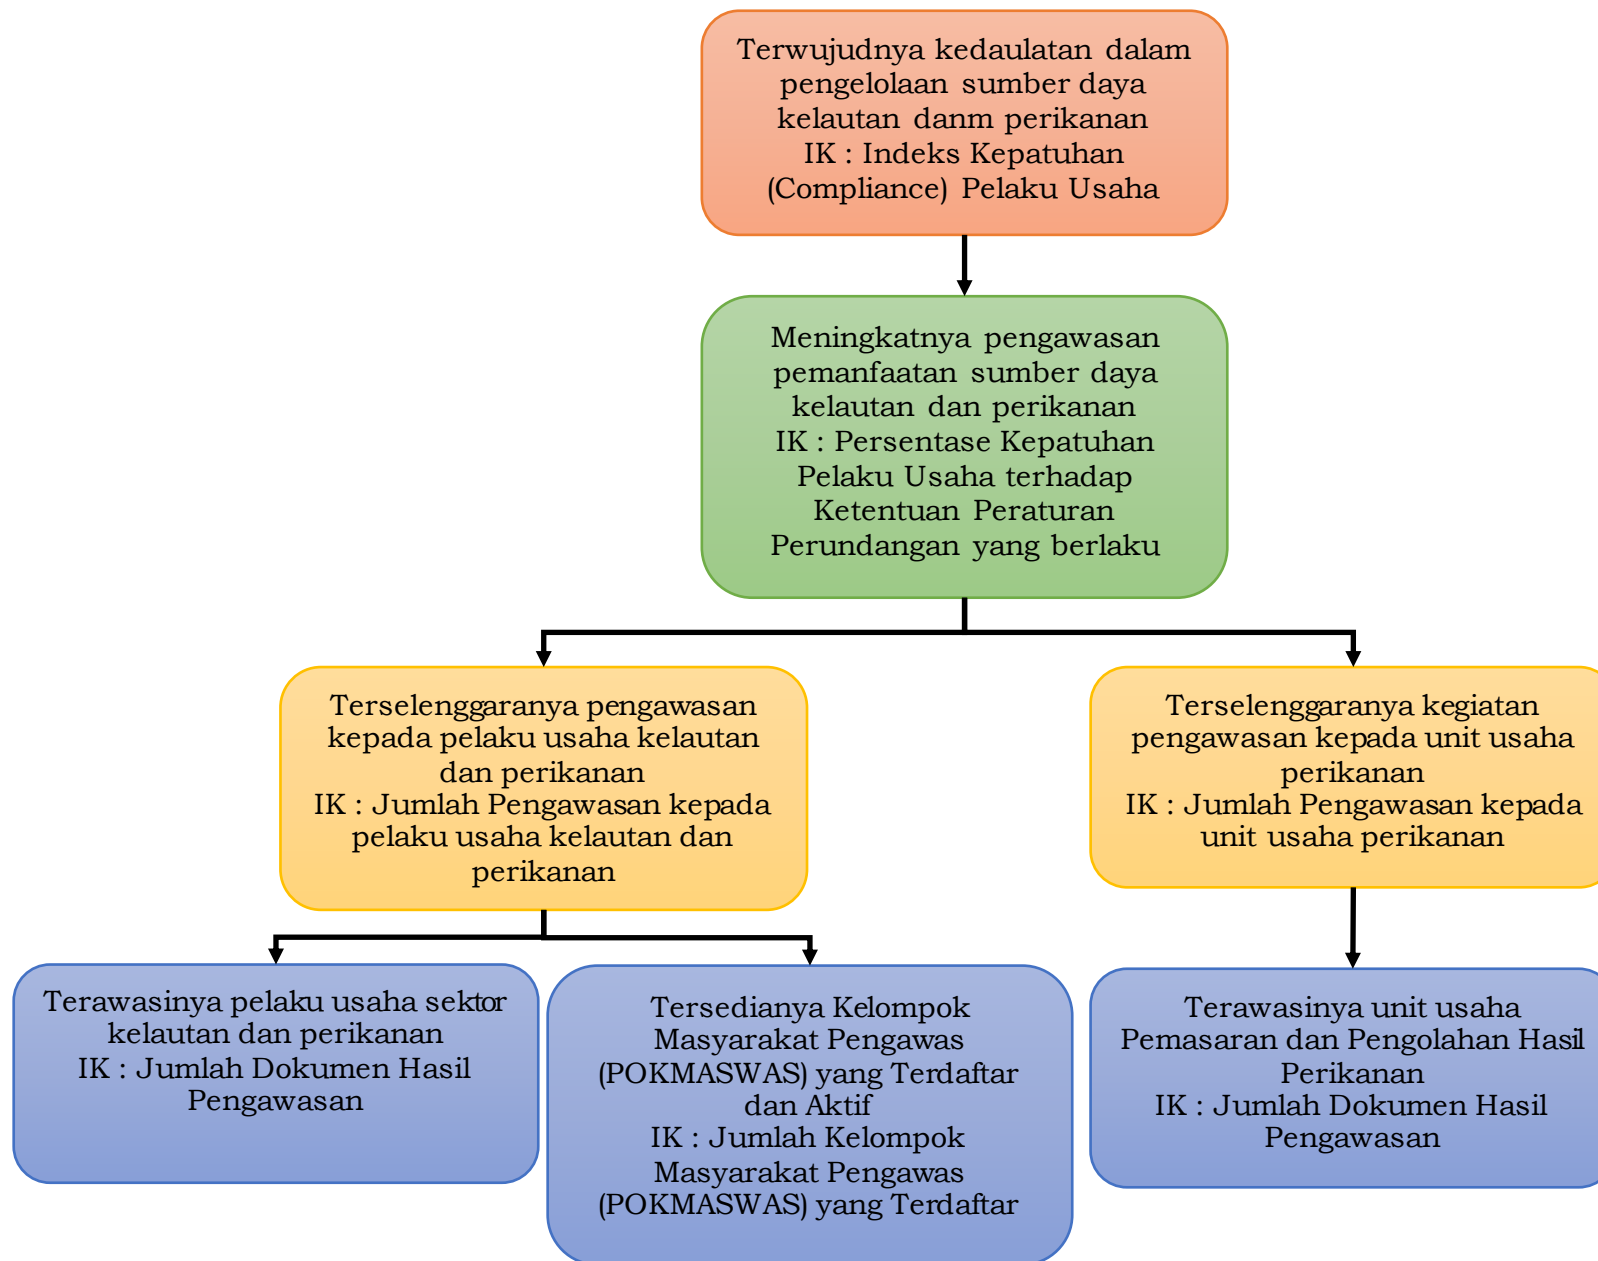 Terwujudnya kedaulatan dalam
pengelolaan sumber daya
kelautan danm perikanan
IK : Indeks Kepatuhan
(Compliance) Pelaku Usaha
Meningkatnya pengawasan
pemanfaatan sumber daya
kelautan dan perikanan
IK : Persentase Kepatuhan
Pelaku Usaha terhadap
Ketentuan Peraturan
Perundangan yang berlaku
Terselenggaranya pengawasan
kepada pelaku usaha kelautan
dan perikanan
IK : Jumlah Pengawasan kepada
pelaku usaha kelautan dan
perikanan
Terselenggaranya kegiatan
pengawasan kepada unit usaha
perikanan
IK : Jumlah Pengawasan kepada
unit usaha perikanan
Terawasinya pelaku usaha sektor
kelautan dan perikanan
IK : Jumlah Dokumen Hasil
Pengawasan
Tersedianya Kelompok
Masyarakat Pengawas
(POKMASWAS) yang Terdaftar
dan Aktif
IK : Jumlah Kelompok
Masyarakat Pengawas
(POKMASWAS) yang Terdaftar
Terawasinya unit usaha
Pemasaran dan Pengolahan Hasil
Perikanan
IK : Jumlah Dokumen Hasil
Pengawasan